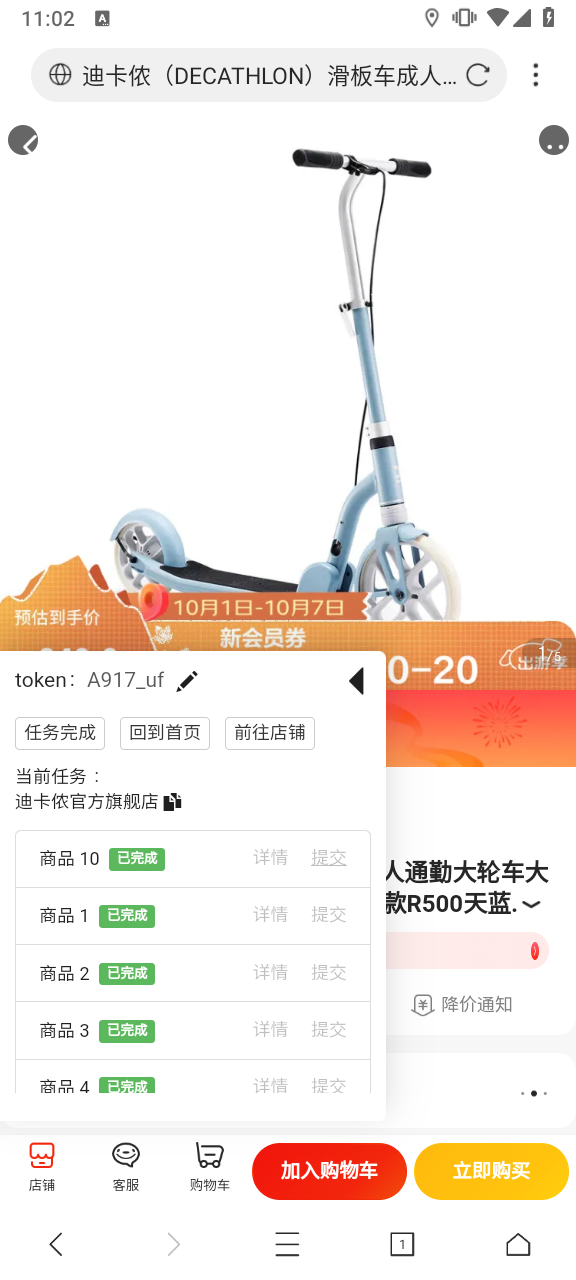 11:02
A
迪卡侬（DECATHLON）滑板车成人...
预估到手价
10月1日-10月7日
新会员券
0-20
1/5
出游季
token： A917_uf
任务完成 回到首页 前往店铺
当前任务：
迪卡侬官方旗舰店
商品 10 已完成 详情 提交
人通勤大轮车大
款R500天蓝.
商品 1 已完成 详情 提交
商品 2 已完成 详情 提交
降价通知
商品 3 已完成 详情 提交
商品 4 已完成 详情 提交
店铺 客服 购物车 加入购物车 立即购买
1